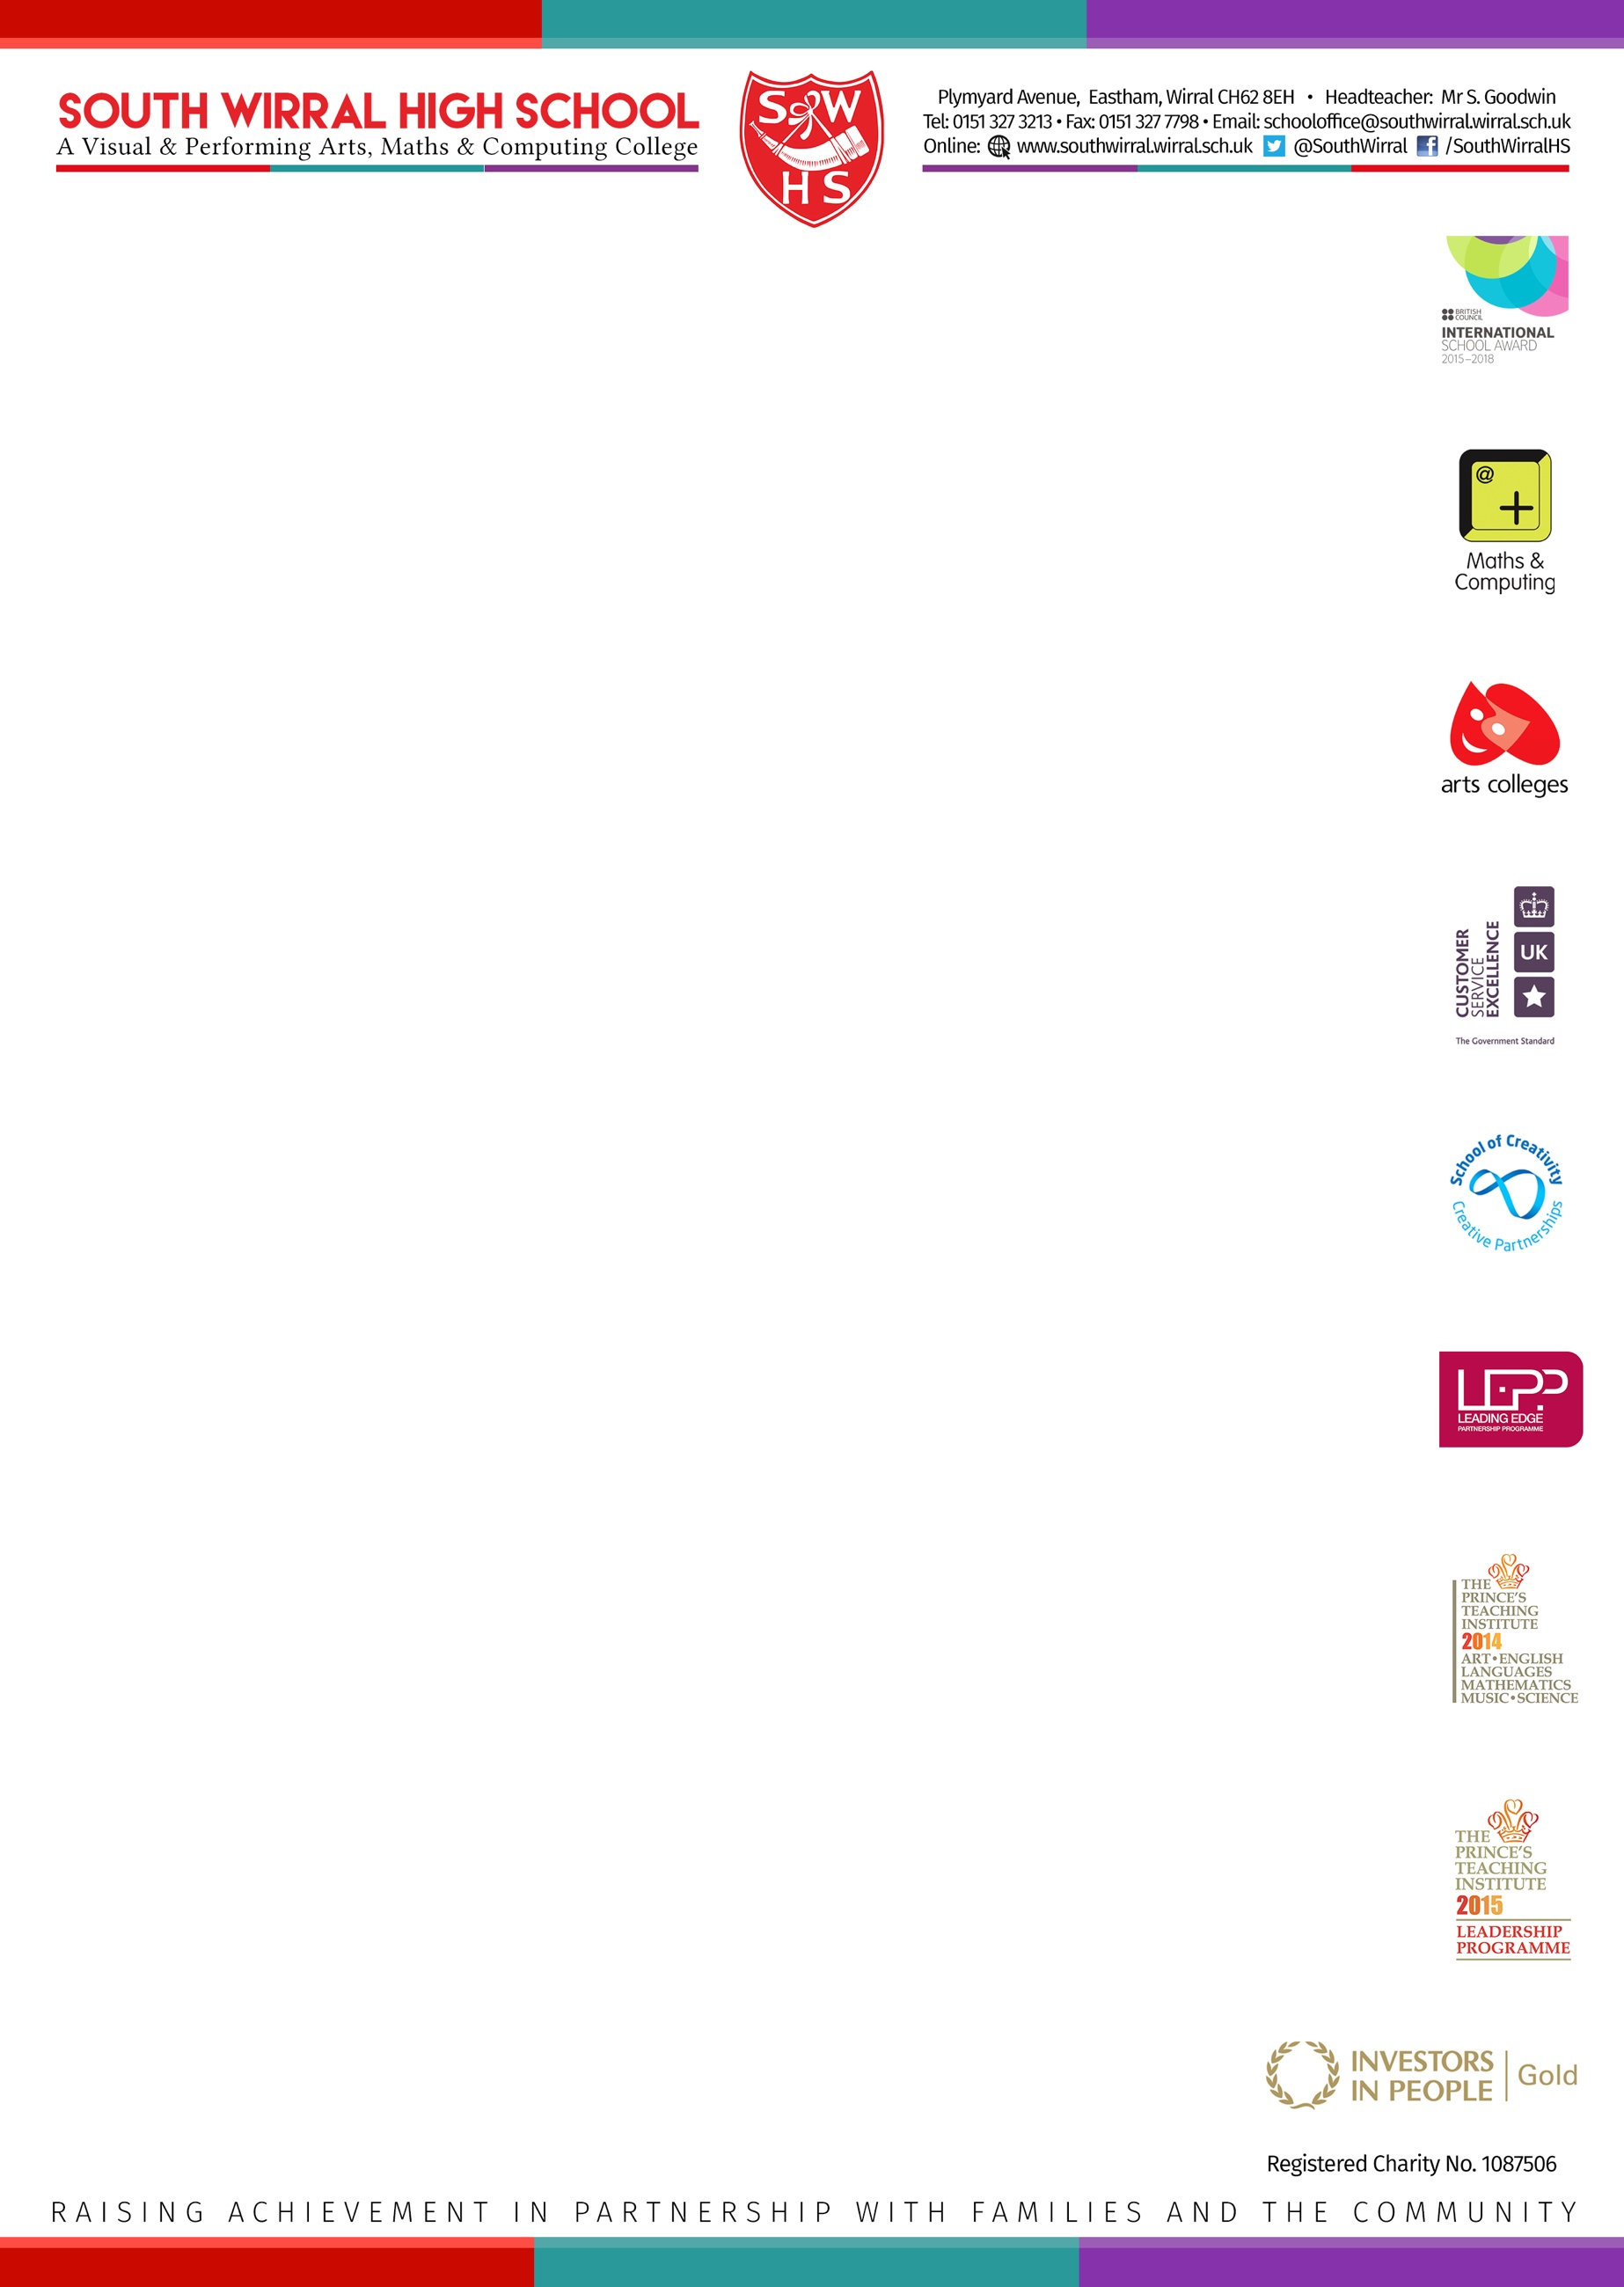 SOUTH WIRRAL HIGH SCHOOL
A Visual & Performing Arts, Maths & Computing College
S W
H S
Plymyard Avenue, Eastham, Wirral CH62 8EH • Headteacher: Mr S. Goodwin
Tel: 0151 327 3213 • Fax: 0151 327 7798 • Email: schooloffice@southwirral.wirral.sch.uk
Online: www.southwirral.wirral.sch.uk @SouthWirral /SouthWirralHS
BRITISH
COUNCIL
INTERNATIONAL
SCHOOL AWARD
2015–2018
@
+
Maths &
Computing
arts colleges
CUSTOMER
SERVICE
EXCELLENCE
UK
The Government Standard
School of Creativity
Creative Partnerships
LEPP
LEADING EDGE
PARTNERSHIP PROGRAMME
THE
PRINCE'S
TEACHING
INSTITUTE
2014
ART•ENGLISH
LANGUAGES
MATHEMATICS
MUSIC•SCIENCE
THE
PRINCE'S
TEACHING
INSTITUTE
2015
LEADERSHIP
PROGRAMME
INVESTORS
IN PEOPLE
Gold
Registered Charity No. 1087506
RAISING ACHIEVEMENT IN PARTNERSHIP WITH FAMILIES AND THE COMMUNITY